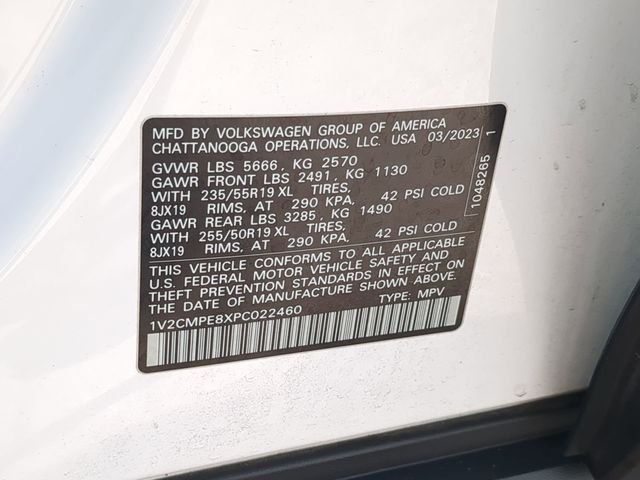 MFD BY VOLKSWAGEN GROUP OF AMERICA
CHATTANOOGA OPERATIONS, LLC. USA 03/2023
GVWR LBS 5666, KG 2570
GAWR FRONT LBS 2491, KG 1130
WITH 235/55R19 XL TIRES,
8JX19 RIMS, AT 290 KPA, 42 PSI COLD
GAWR REAR LBS 3285, KG 1490
WITH 255/50R19 XL TIRES,
8JX19 RIMS, AT 290 KPA, 42 PSI COLD
THIS VEHICLE CONFORMS TO ALL APPLICABLE
U.S. FEDERAL MOTOR VEHICLE SAFETY AND
THEFT PREVENTION STANDARDS IN EFFECT ON
THE DATE OF MANUFACTURE SHOWN ABOVE.
1V2CMPE8XPC022460 TYPE: MPV
1048265 1